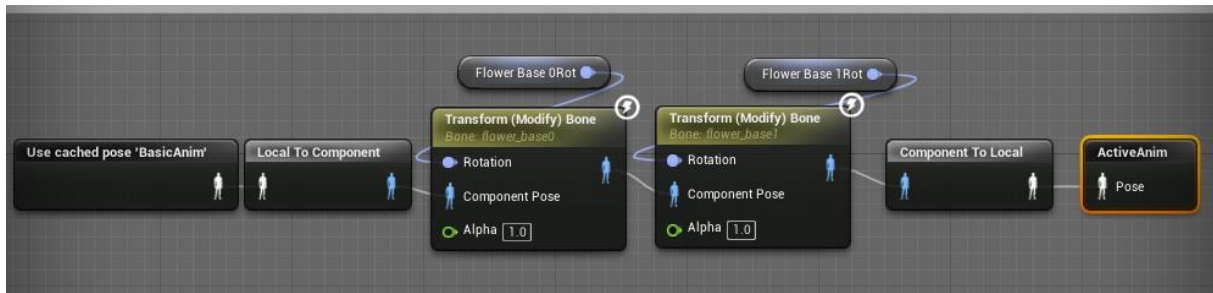 Flower Base 0Rot
Flower Base 1Rot
Use cached pose 'BasicAnim'
Local To Component
Transform (Modify) Bone
Bone: flower_base0
Rotation
Component Pose
Alpha 1.0
Transform (Modify) Bone
Bone: flower_base1
Rotation
Component Pose
Alpha 1.0
Component To Local
ActiveAnim
Pose